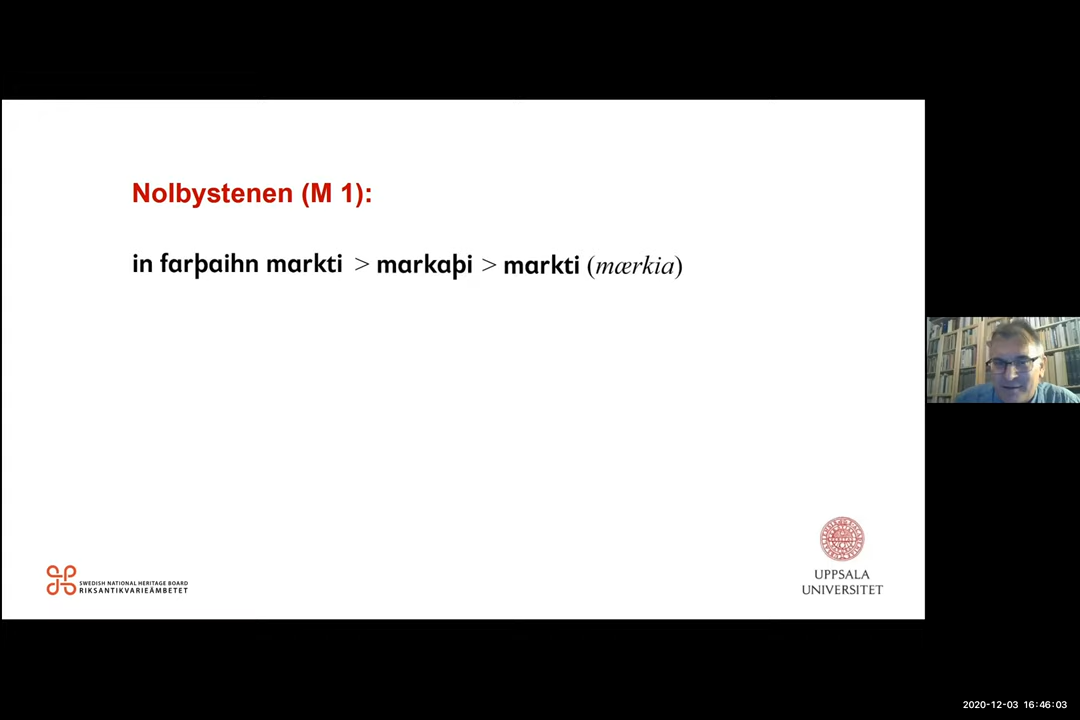 Nolbystenen (M 1):
in farþaihn markti > markaþi > markti (mærkia)
SWEDISH NATIONAL HERITAGE BOARD
RIKSANTIKVARIEÄMBETET
UPPSALA
UNIVERSITET
2020-12-03 16:46:03